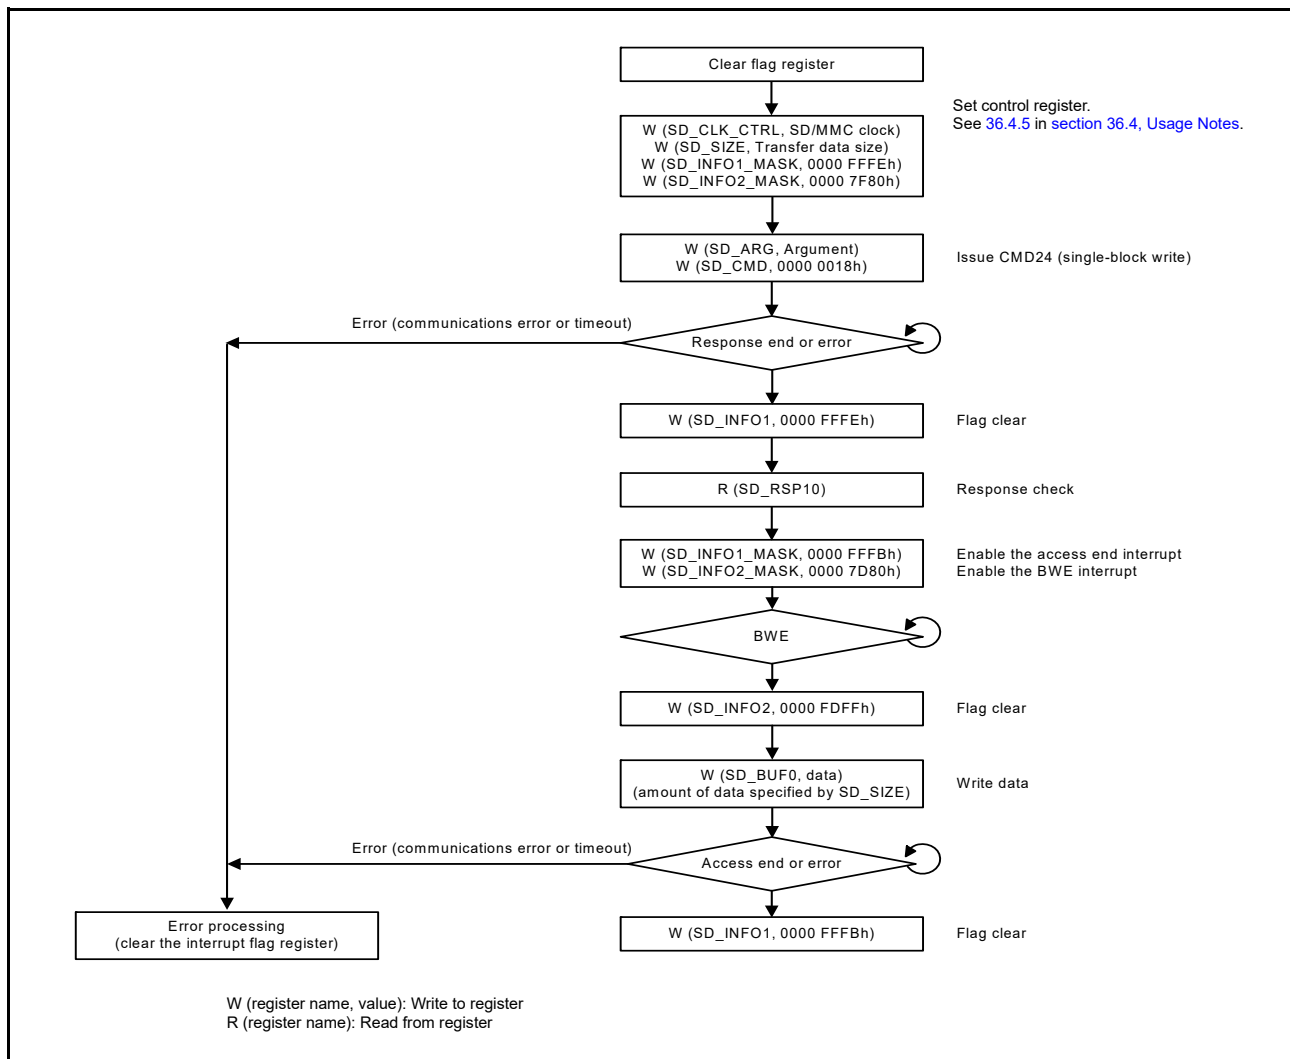 Clear flag register
Set control register.
See 36.4.5 in section 36.4, Usage Notes.
W (SD_CLK_CTRL, SD/MMC clock)
W (SD_SIZE, Transfer data size)
W (SD_INFO1_MASK, 0000 FFFEh)
W (SD_INFO2_MASK, 0000 7F80h)
W (SD_ARG, Argument)
W (SD_CMD, 0000 0018h)
Issue CMD24 (single-block write)
Error (communications error or timeout)
Response end or error
W (SD_INFO1, 0000 FFFEh)
Flag clear
R (SD_RSP10)
Response check
W (SD_INFO1_MASK, 0000 FFFBh)
W (SD_INFO2_MASK, 0000 7D80h)
Enable the access end interrupt
Enable the BWE interrupt
BWE
W (SD_INFO2, 0000 FDFFh)
Flag clear
W (SD_BUF0, data)
(amount of data specified by SD_SIZE)
Write data
Error (communications error or timeout)
Access end or error
Error processing
(clear the interrupt flag register)
W (SD_INFO1, 0000 FFFBh)
Flag clear
W (register name, value): Write to register
R (register name): Read from register